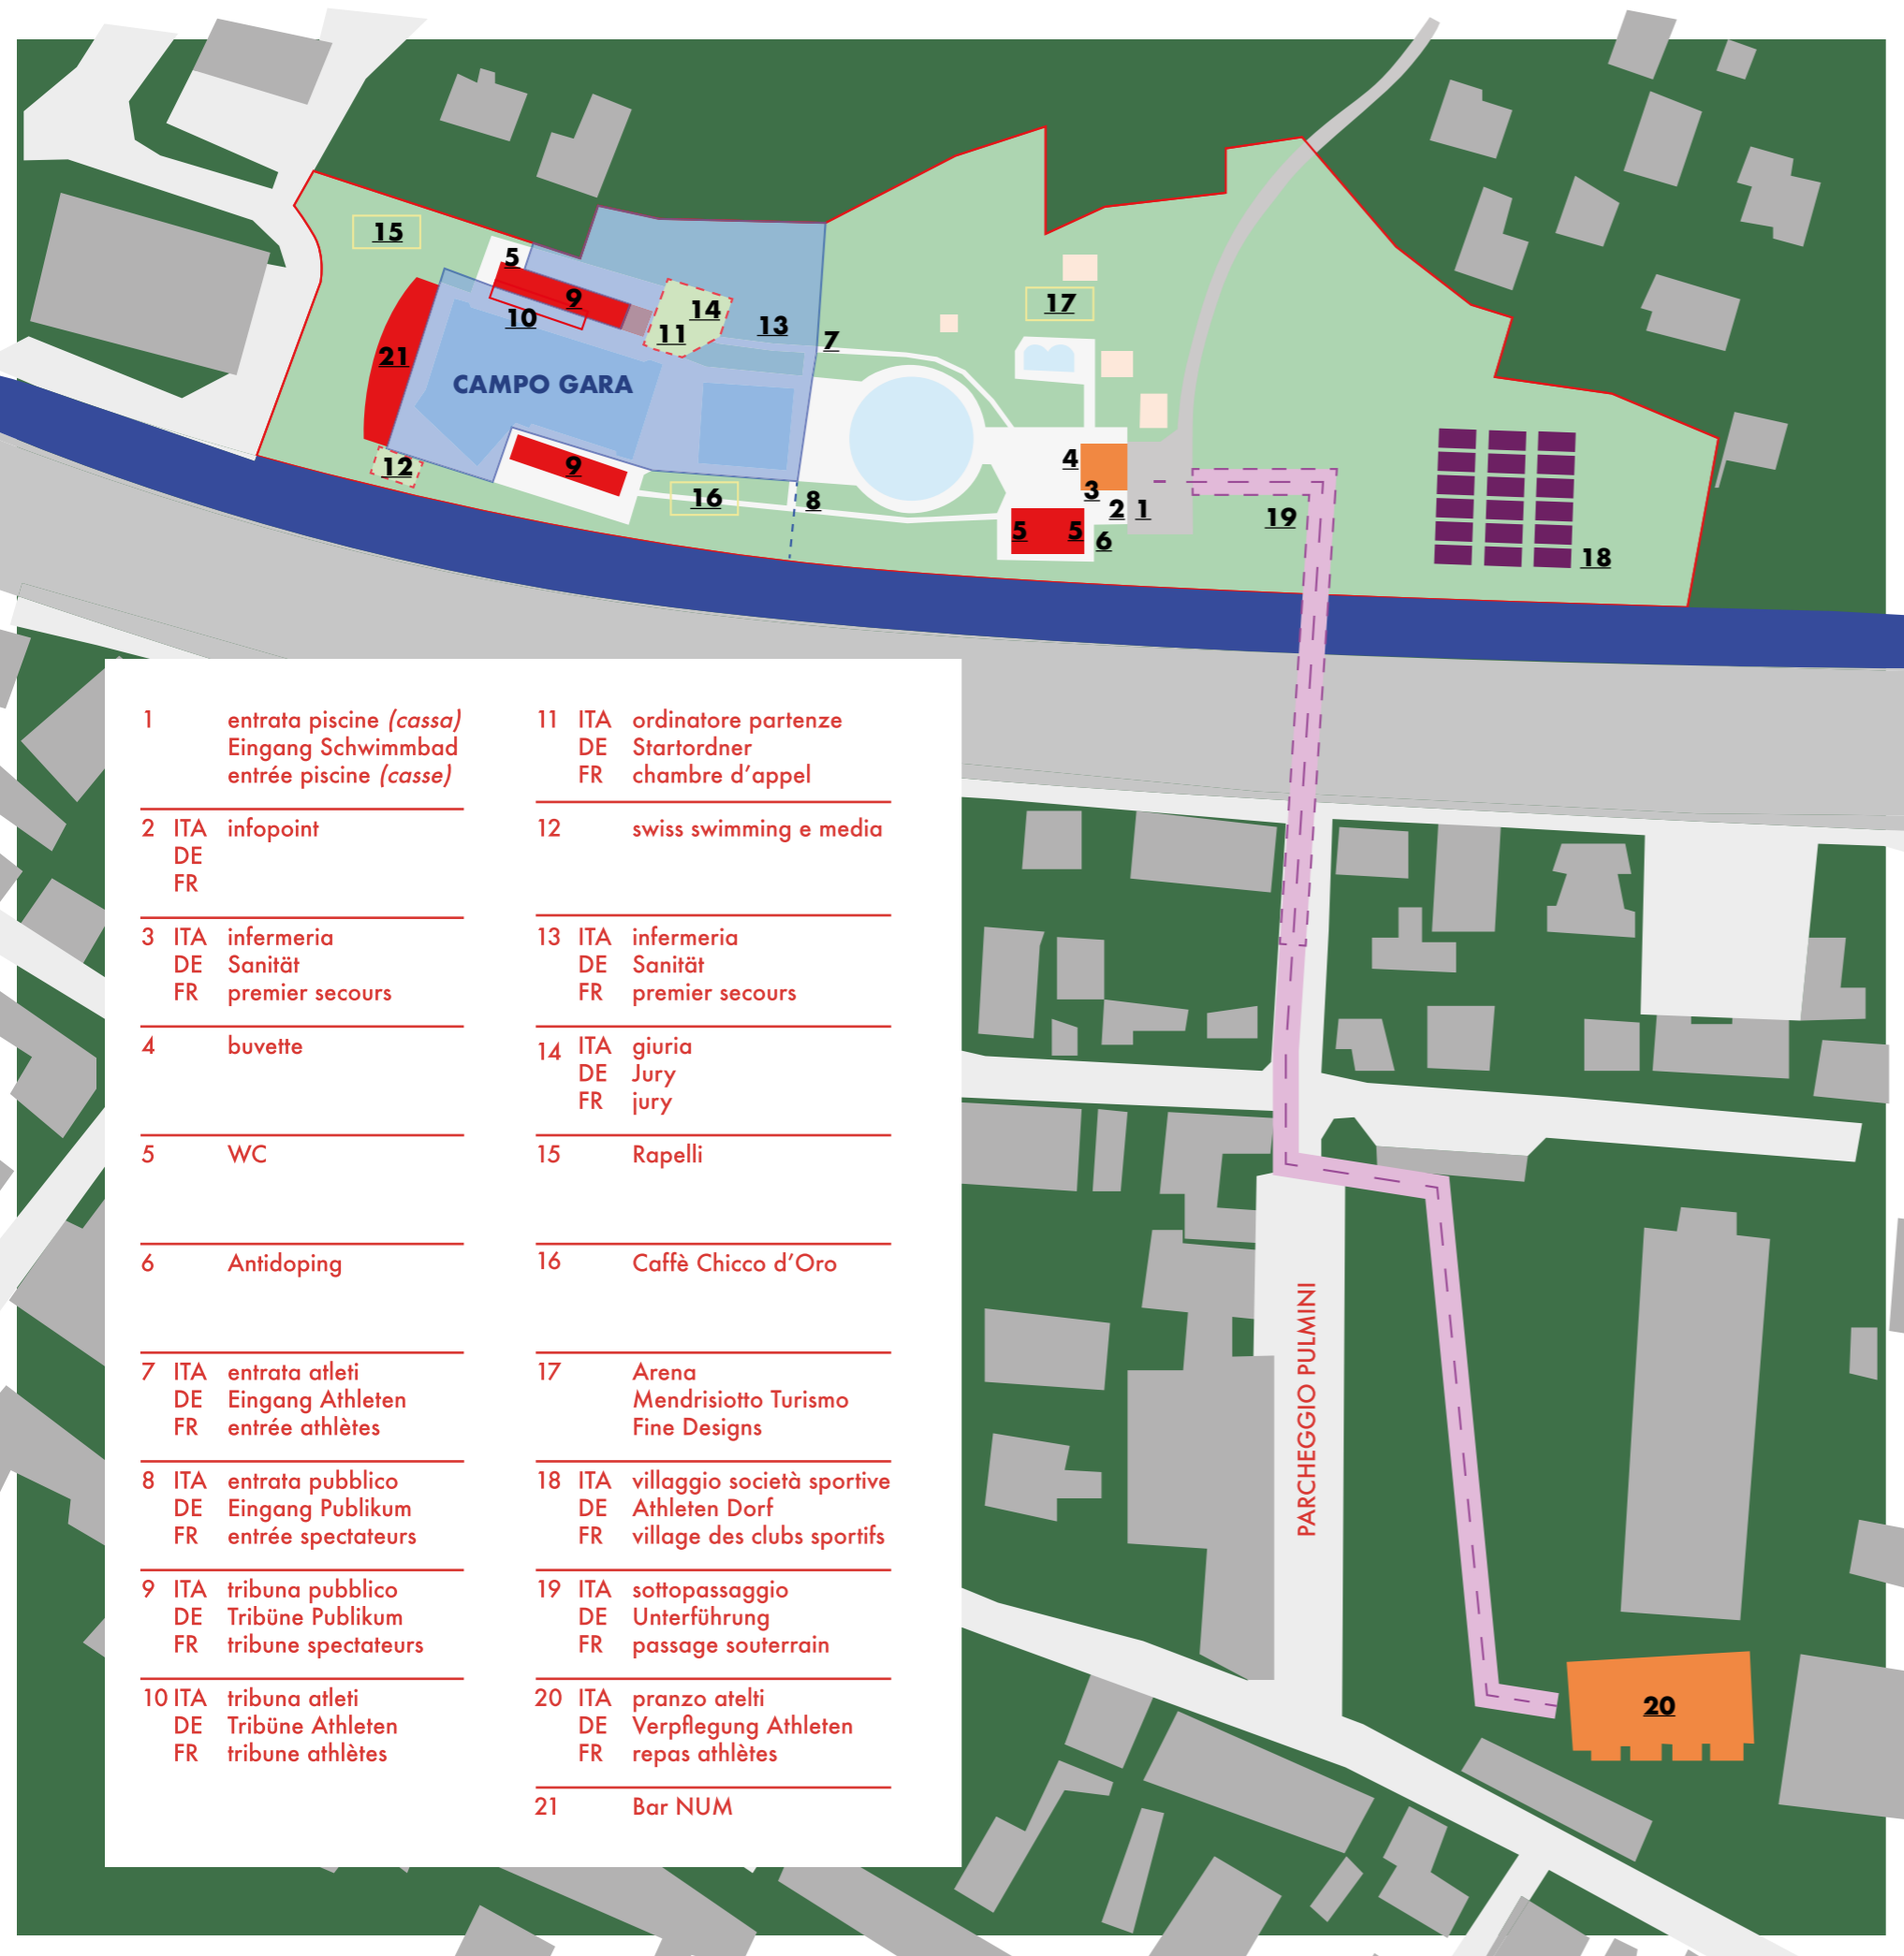 15
5
9
14
10
11
13
7
17
21
CAMPO GARA
4
12
9
16
8
3
2
1
19
5
5
6
18
1
entrata piscine (cassa)
Eingang Schwimmbad
entrée piscine (casse)
2 ITA infopoint
DE
FR
3 ITA infermeria
DE Sanität
FR premier secours
4 buvette
5 WC
6 Antidoping
7 ITA entrata atleti
DE Eingang Athleten
FR entrée athlètes
8 ITA entrata pubblico
DE Eingang Publikum
FR entrée spectateurs
9 ITA tribuna pubblico
DE Tribüne Publikum
FR tribune spectateurs
10 ITA tribuna atleti
DE Tribüne Athleten
FR tribune athlètes
11 ITA ordinatore partenze
DE Startordner
FR chambre d’appel
12 swiss swimming e media
13 ITA infermeria
DE Sanität
FR premier secours
14 ITA giuria
DE Jury
FR jury
15 Rapelli
16 Caffè Chicco d’Oro
17 Arena
Mendrisiotto Turismo
Fine Designs
18 ITA villaggio società sportive
DE Athleten Dorf
FR village des clubs sportifs
19 ITA sottopassaggio
DE Unterführung
FR passage souterrain
20 ITA pranzo atelti
DE Verpflegung Athleten
FR repas athlètes
21 Bar NUM
PARCHEGGIO PULMINI
20